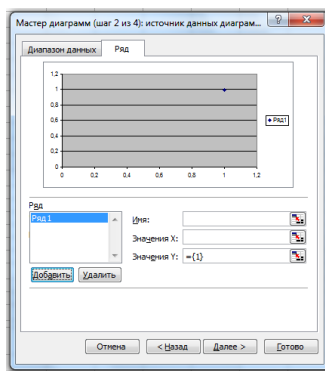 Мастер диаграмм (шаг 2 из 4): источник данных диаграм...
Диапазон данных Ряд
1,2
1
0,8
0,6
0,4
0,2
0
0 0,2 0,4 0,6 0,8 1 1,2
Ряд1
Ряд
Ряд1
Имя:
Значения X:
Значения Y: ={1}
Добавить Удалить
Отмена < Назад Далее > Готово